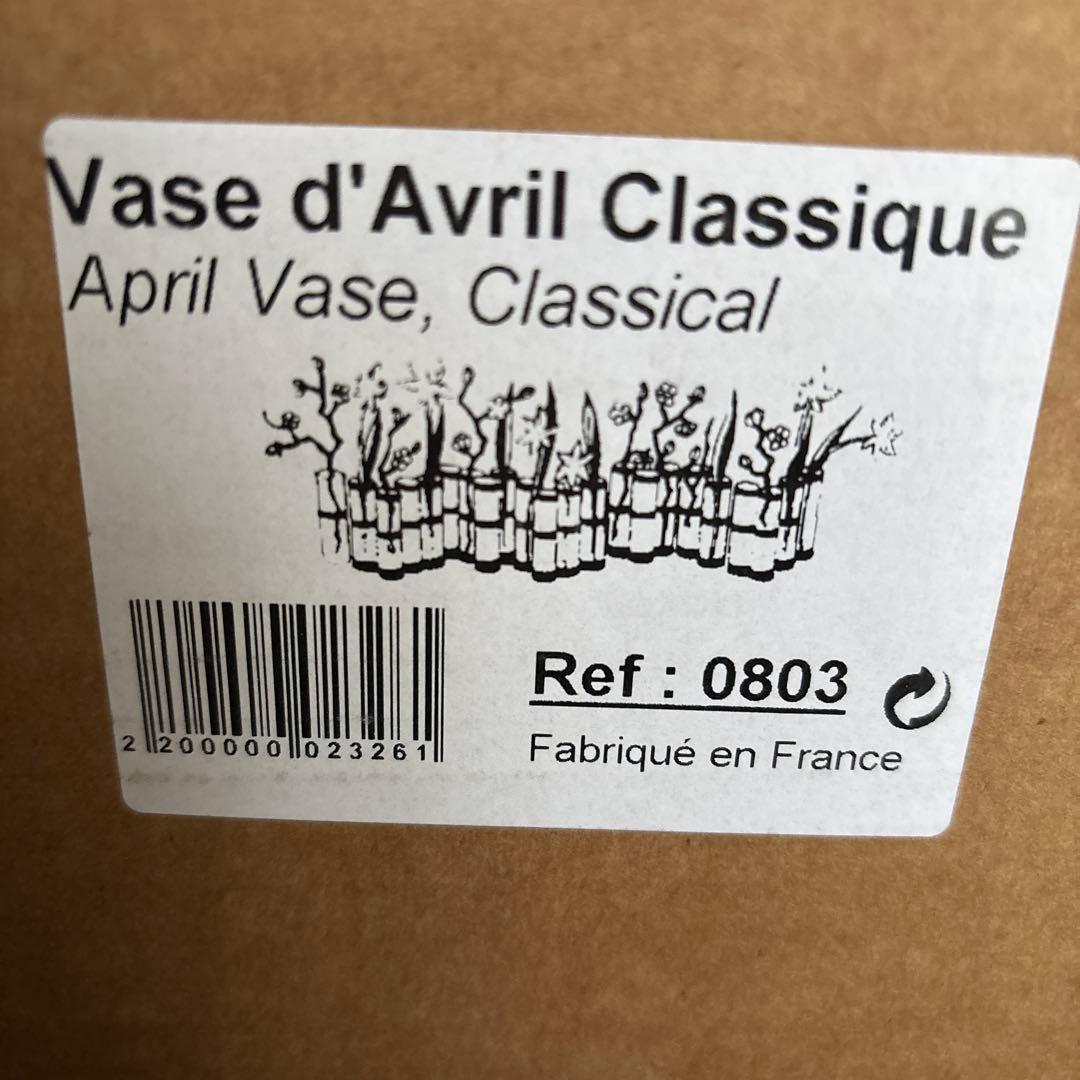 Vase d'Avril Classique
April Vase, Classical
Ref : 0803
Fabriqué en France
2 200000 023261